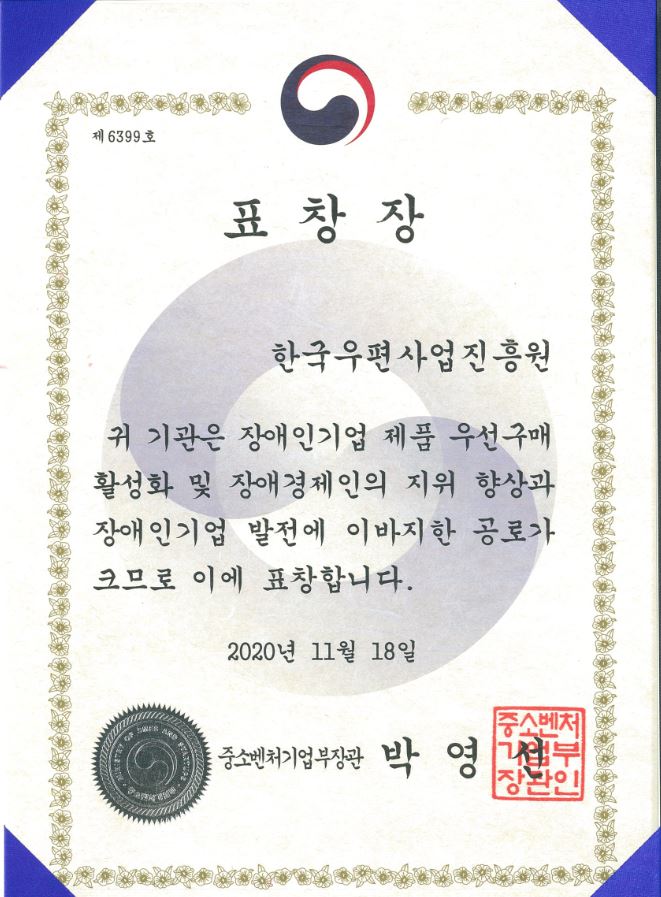 제6399호
표 창 장
한국우편사업진흥원
귀 기관은 장애인기업 제품 우선구매
활성화 및 장애경제인의 지위 향상과
장애인기업 발전에 이바지한 공로가
크므로 이에 표창합니다.
2020년 11월 18일
중소벤처기업부장관 박 영 선
중소벤처
기업부
장관인